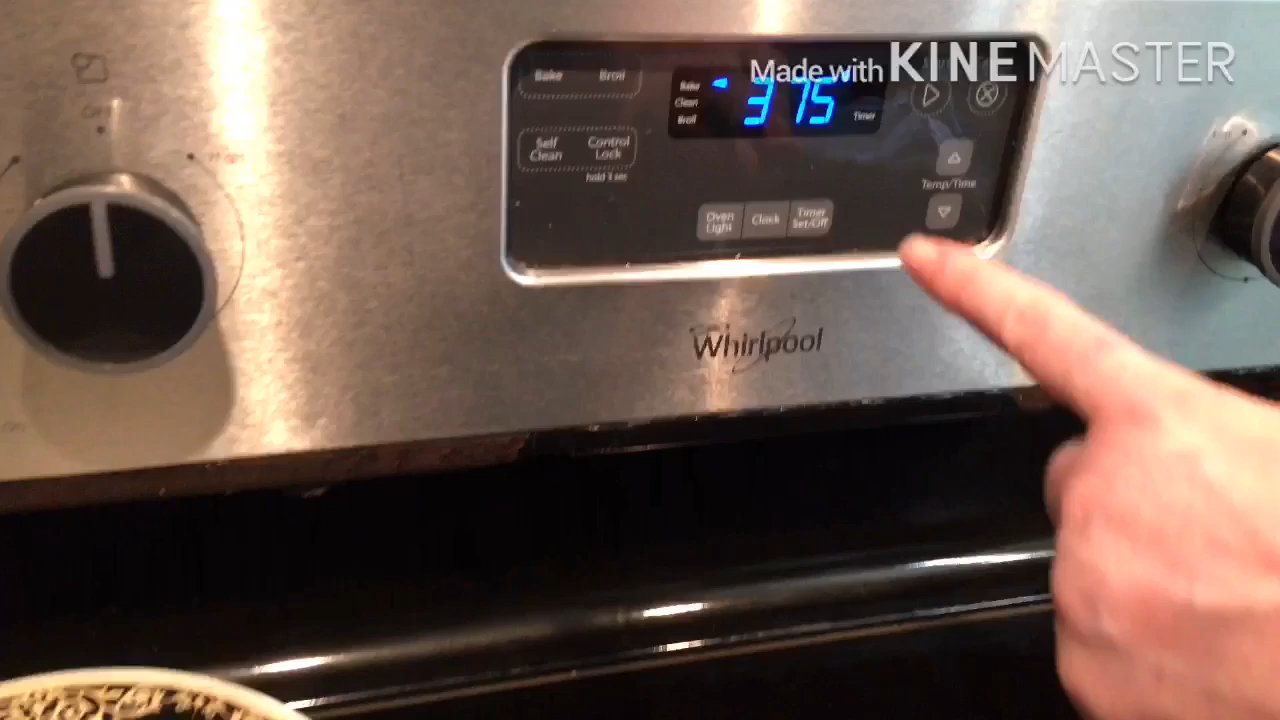 Made with KINEMASTER
Bake Broil
Bake
Clean
Broil
375
Timer
Self Clean
Control Lock
hold 3 sec
Oven Light
Clock
Timer Set/Off
Temp/Time
Whirlpool
Off